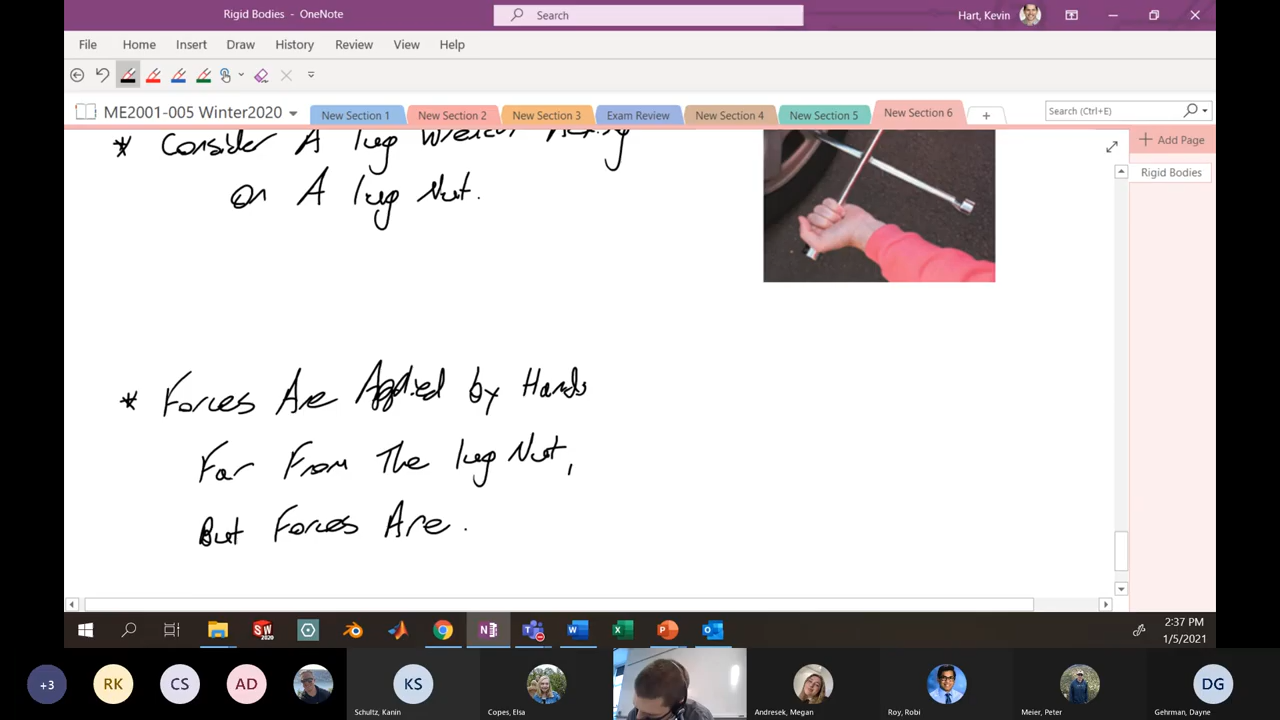 Rigid Bodies - OneNote
Search
Hart, Kevin
File Home Insert Draw History Review View Help
ME2001-005 Winter2020
New Section 1
New Section 2
New Section 3
Exam Review
New Section 4
New Section 5
New Section 6
Search (Ctrl+E)
Add Page
Rigid Bodies
* Consider A lug Wrench
on A lug Nut.
* Forces Are Applied by Hands
Far From The lug Nut,
But Forces Are
2:37 PM
1/5/2021
+3
RK
CS
AD
KS
DG
Schultz, Kanin
Copes, Elsa
Andresek, Megan
Roy, Robi
Meier, Peter
Gehrman, Dayne